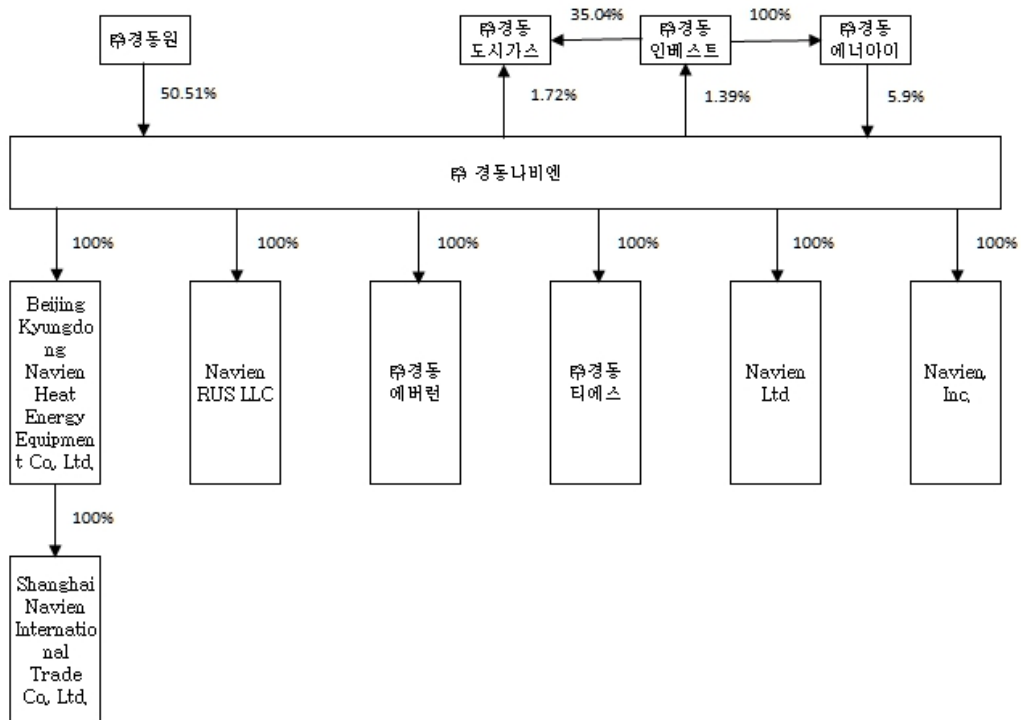 ㈜경동원
㈜경동
도시가스
35.04%
㈜경동
인베스트
100%
㈜경동
에너아이
50.51%
1.72%
1.39%
5.9%
㈜ 경동나비엔
100%
100%
100%
100%
100%
100%
Beijing
Kyungdo
ng
Navien
Heat
Energy
Equipmen
t Co, Ltd,
Navien
RUS LLC
㈜경동
에버런
㈜경동
티에스
Navien
Ltd
Navien,
Inc,
100%
Shanghai
Navien
Internatio
nal
Trade
Co, Ltd,